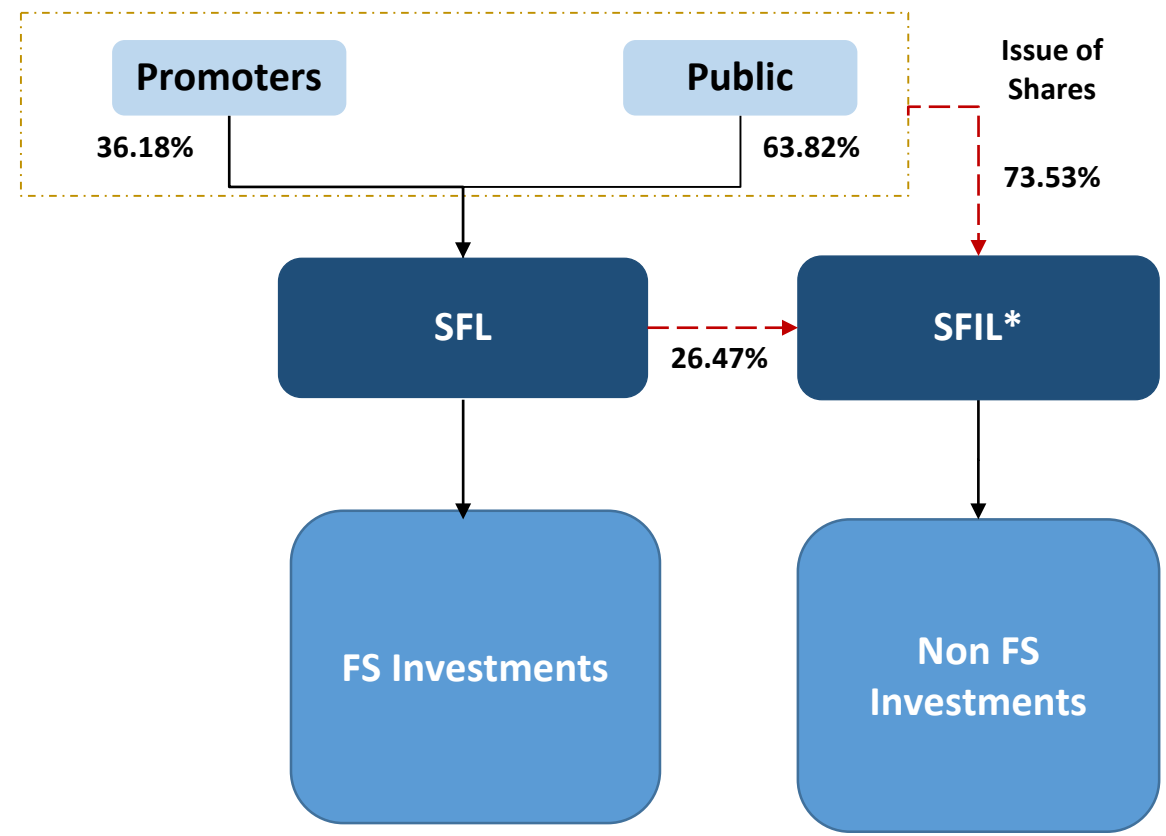 Promoters
Public
Issue of
Shares
36.18%
63.82%
73.53%
SFL
SFIL*
26.47%
FS Investments
Non FS
Investments